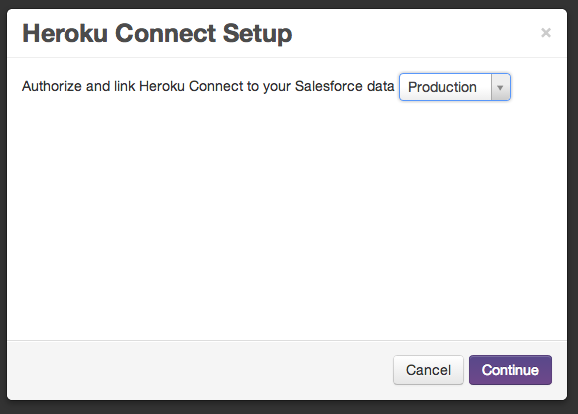 Heroku Connect Setup ×
Authorize and link Heroku Connect to your Salesforce data Production
Cancel Continue